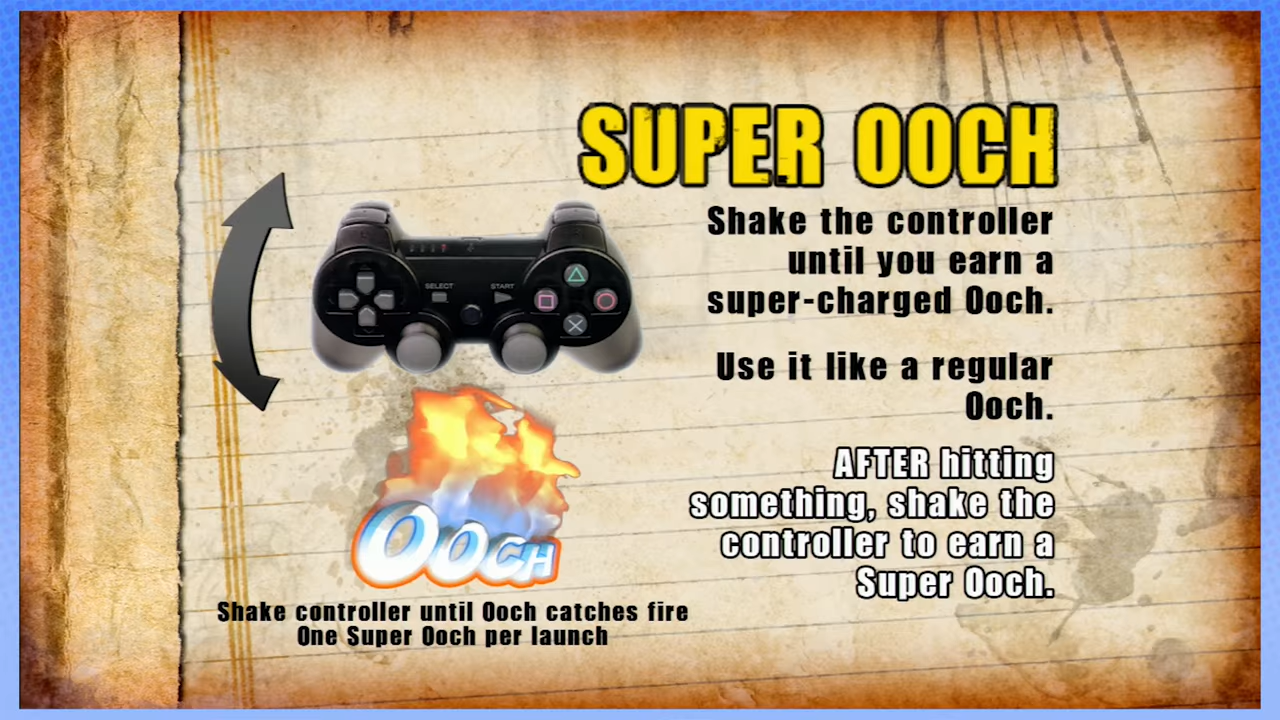 SUPER OOCH
Shake the controller
until you earn a
super-charged Ooch.
Use it like a regular
Ooch.
AFTER hitting
something, shake the
controller to earn a
Super Ooch.
SELECT
START
OOCH
Shake controller until Ooch catches fire
One Super Ooch per launch